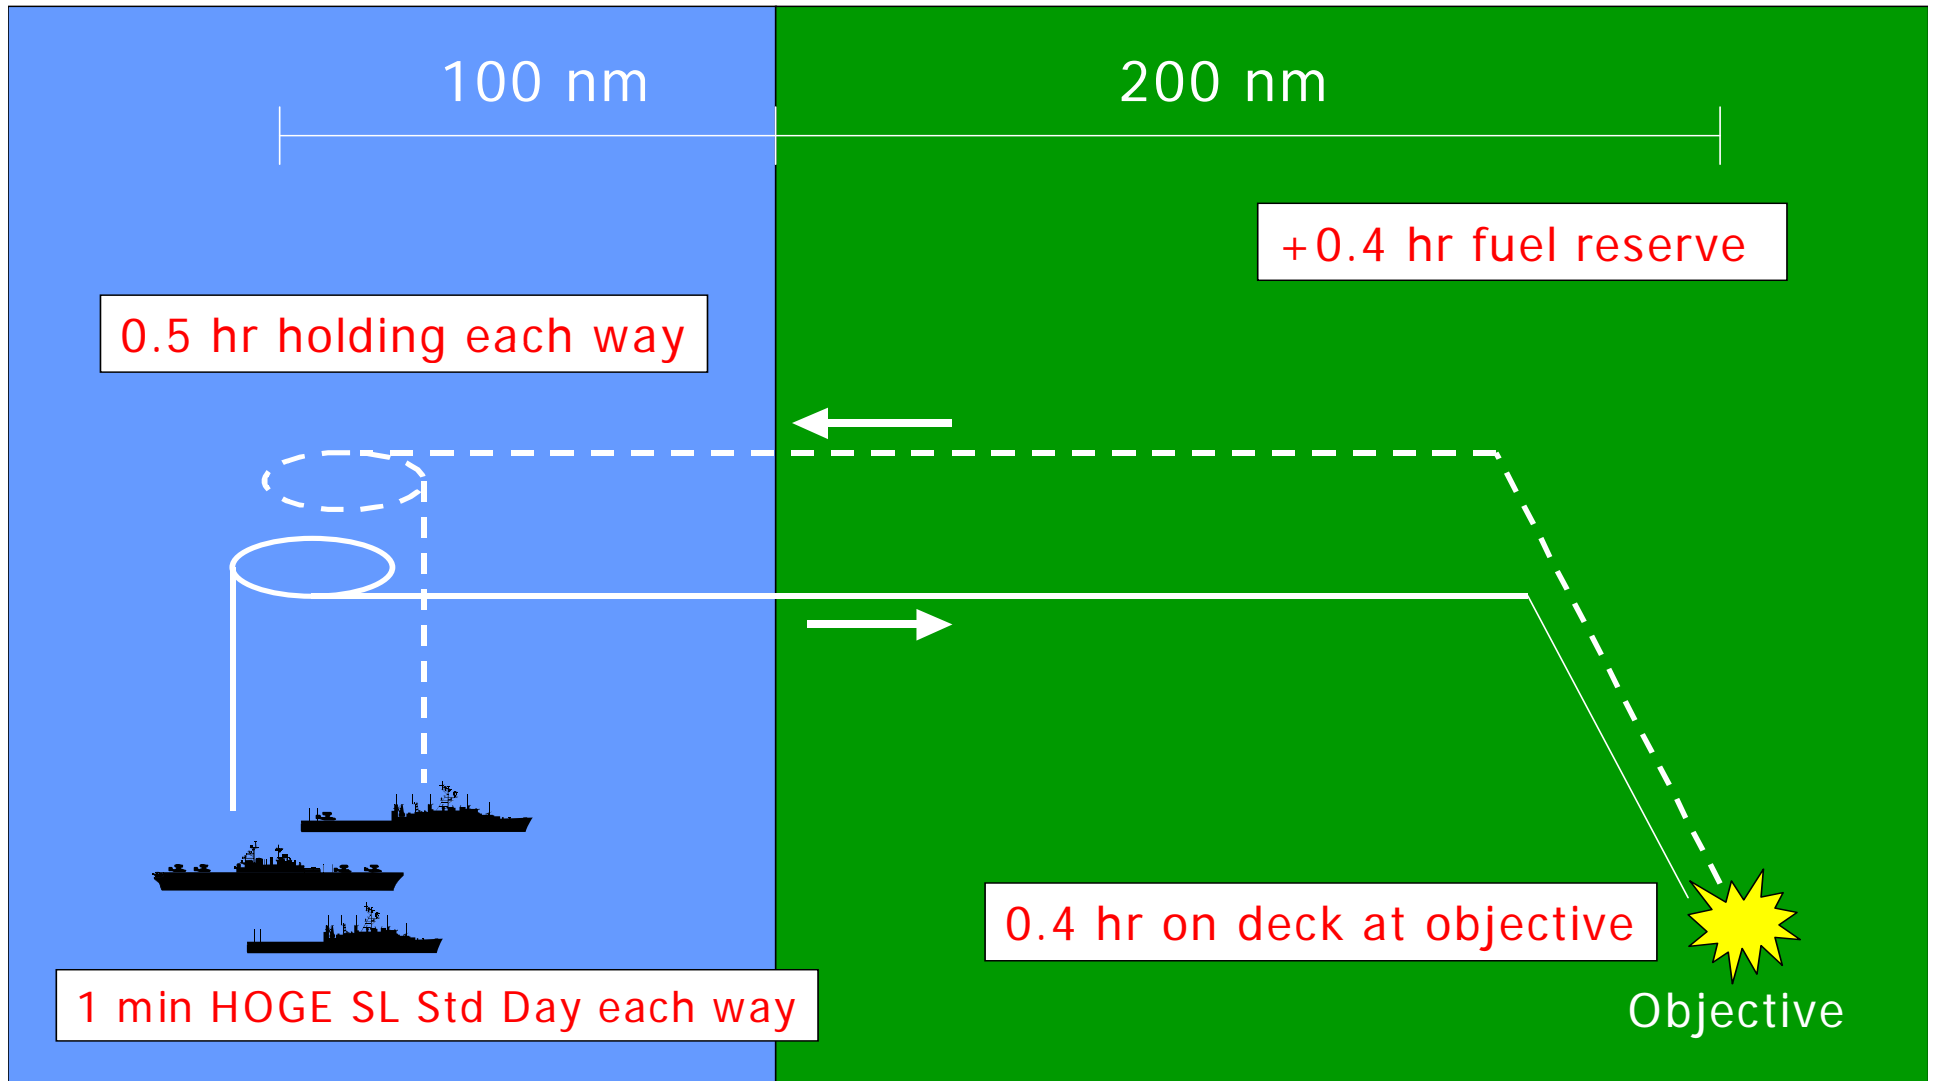 100 nm
200 nm
+0.4 hr fuel reserve
0.5 hr holding each way
0.4 hr on deck at objective
1 min HOGE SL Std Day each way
Objective